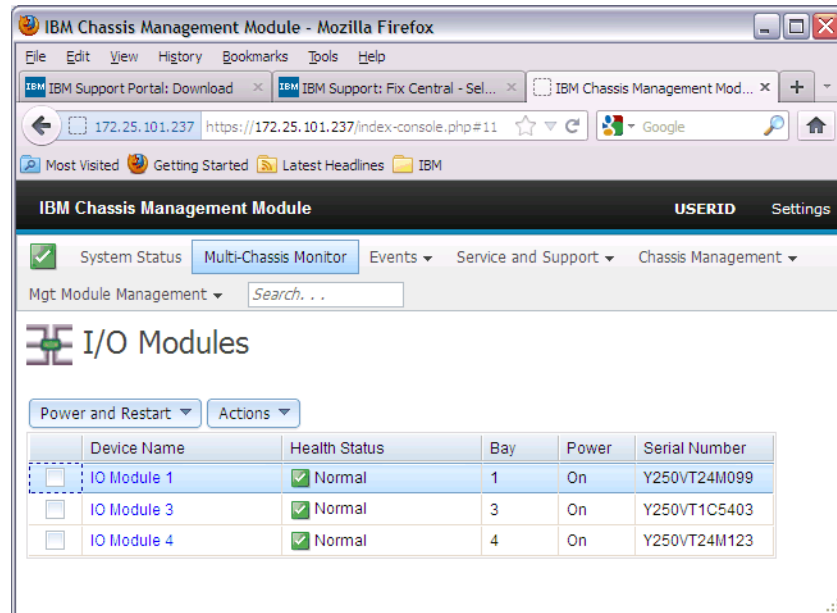 IBM Chassis Management Module - Mozilla Firefox
File Edit View History Bookmarks Tools Help
IBM IBM Support Portal: Download × IBM IBM Support: Fix Central - Sel... × IBM Chassis Management Mod... × +
172.25.101.237 https://172.25.101.237/index-console.php#11 Google
Most Visited Getting Started Latest Headlines IBM
IBM Chassis Management Module USERID Settings
System Status Multi-Chassis Monitor Events Service and Support Chassis Management
Mgt Module Management Search. . .
I/O Modules
Power and Restart Actions
Device Name Health Status Bay Power Serial Number
IO Module 1 Normal 1 On Y250VT24M099
IO Module 3 Normal 3 On Y250VT1C5403
IO Module 4 Normal 4 On Y250VT24M123